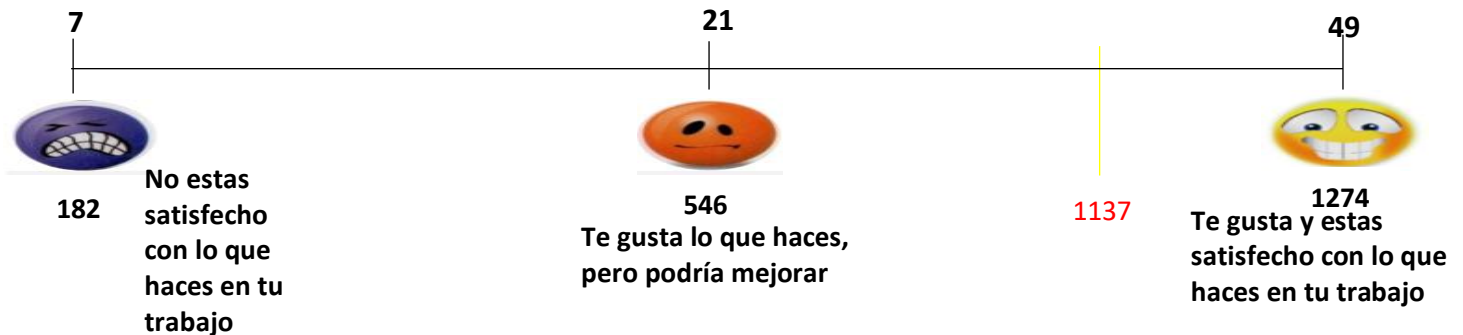 7
21
49
182
No estas
satisfecho
con lo que
haces en tu
trabajo
546
Te gusta lo que haces,
pero podría mejorar
1137
1274
Te gusta y estas
satisfecho con lo que
haces en tu trabajo